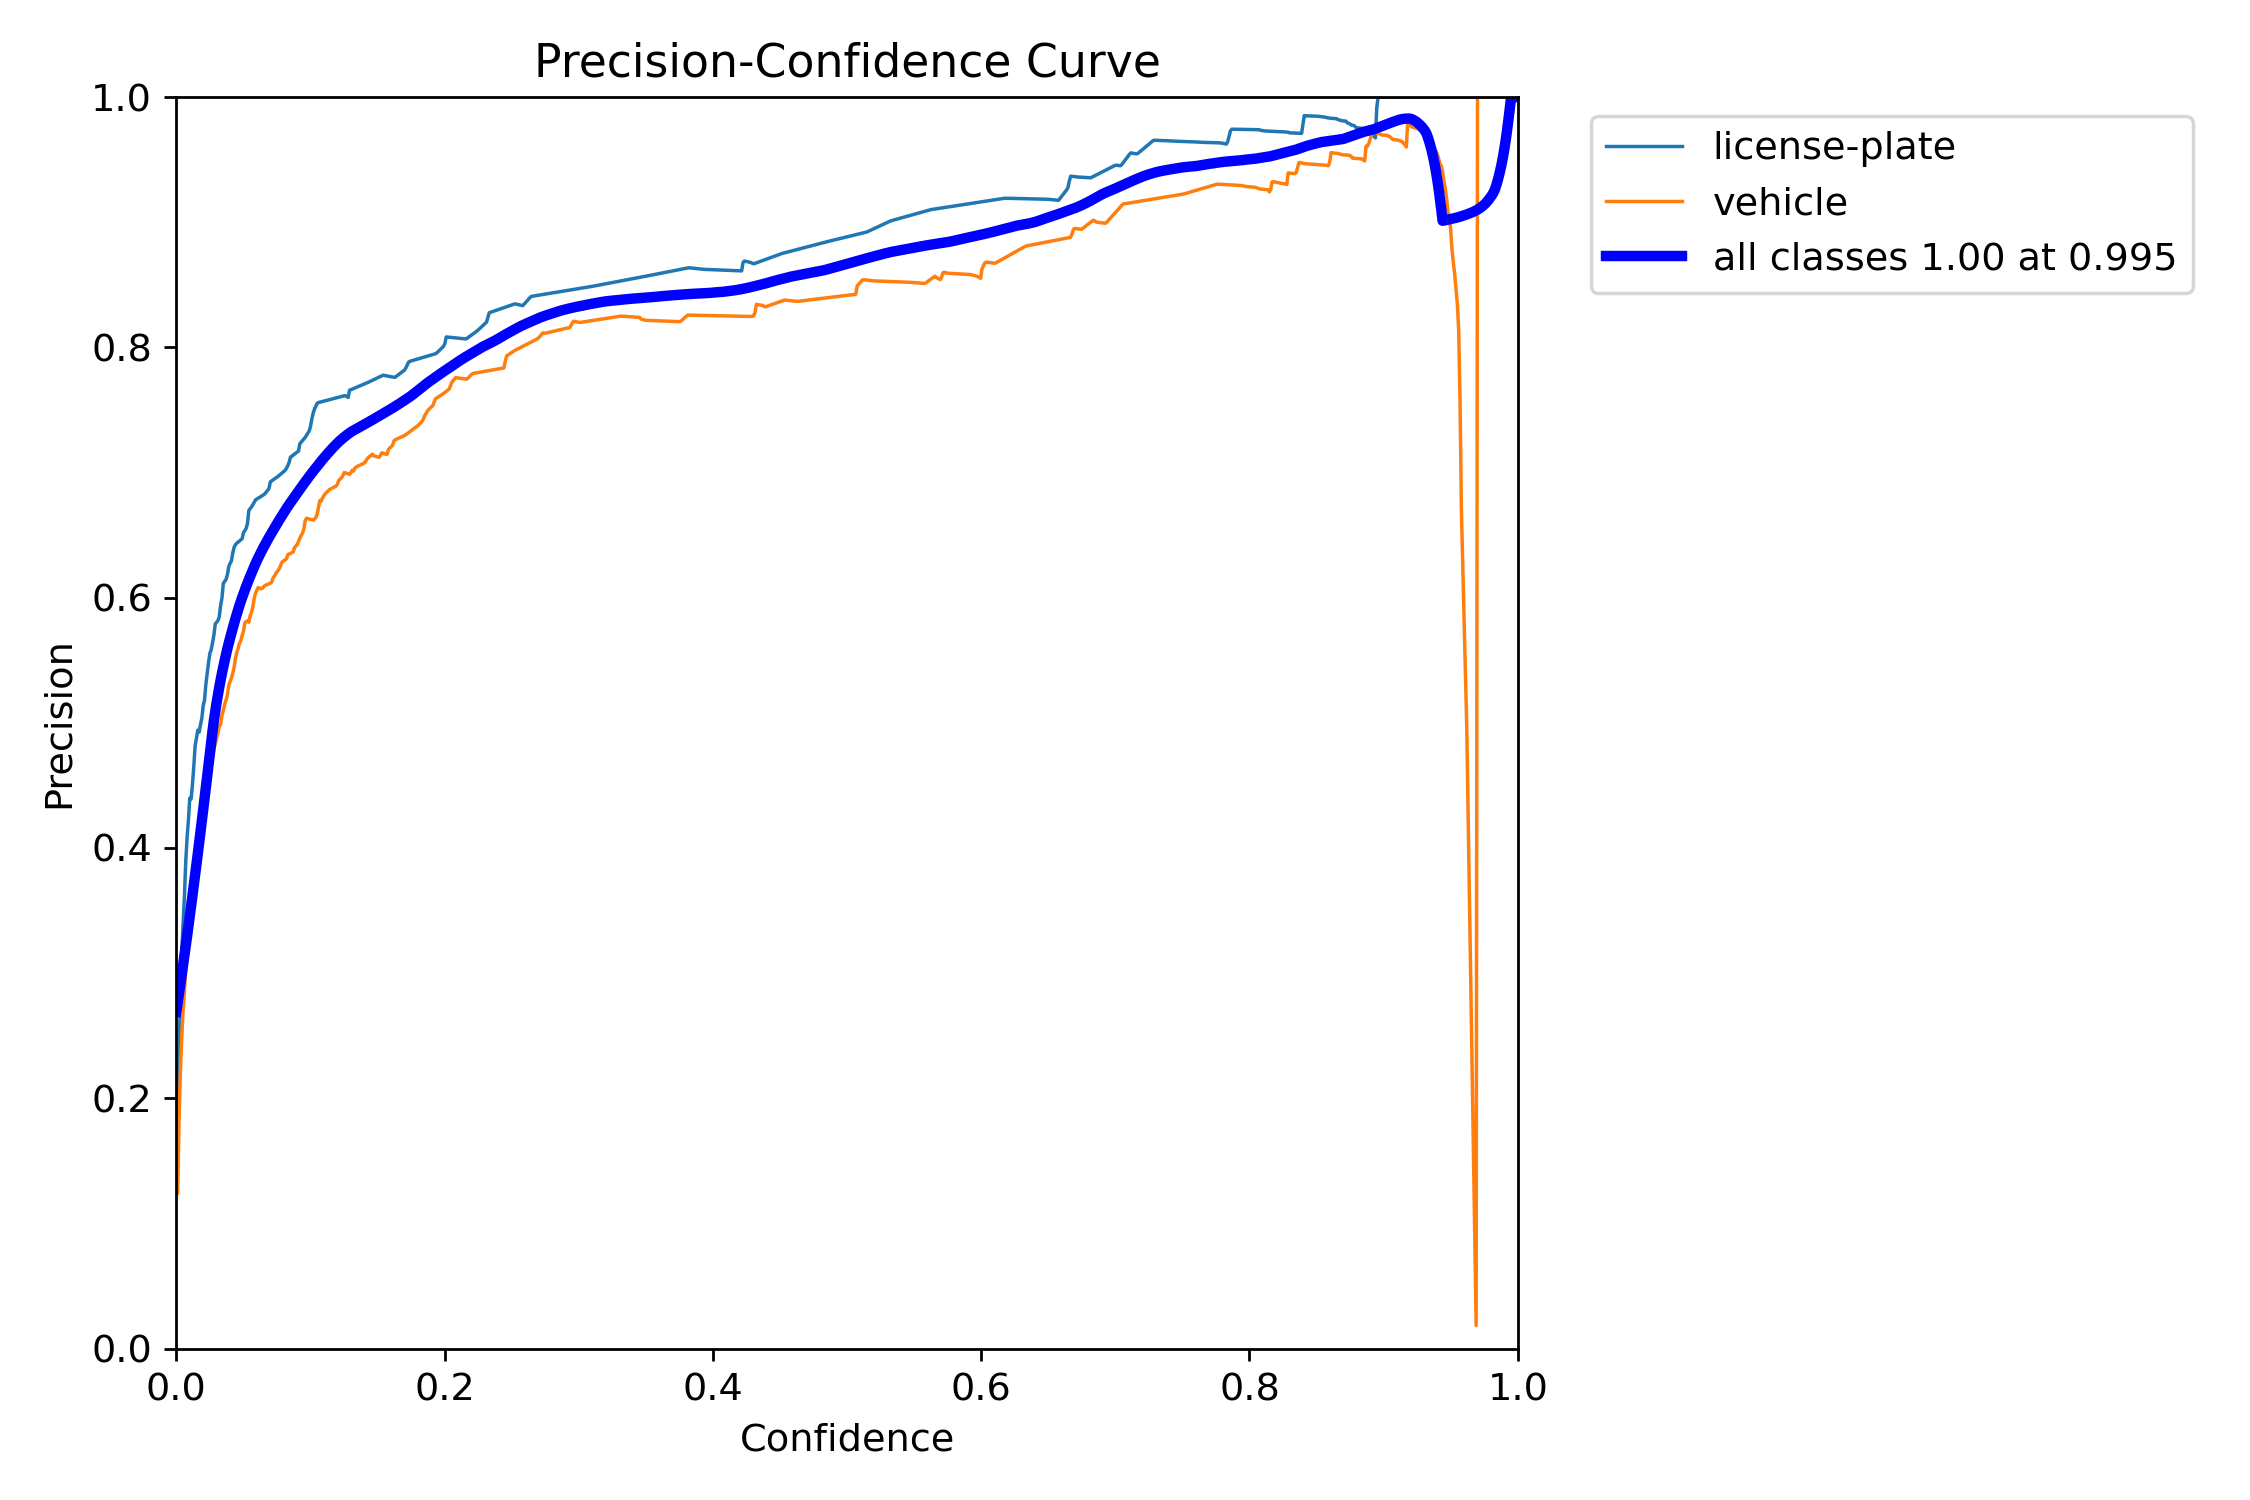 Precision-Confidence Curve
1.0
0.8
0.6
0.4
0.2
0.0
Precision
0.0 0.2 0.4 0.6 0.8 1.0
Confidence
license-plate
vehicle
all classes 1.00 at 0.995